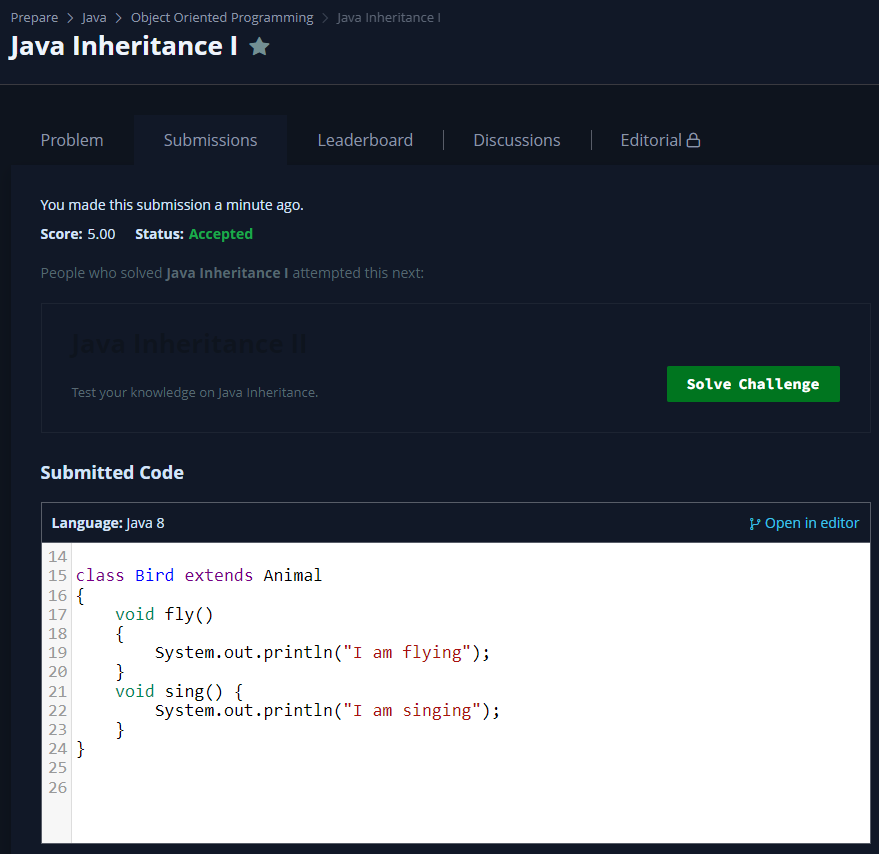 Prepare > Java > Object Oriented Programming > Java Inheritance I
Java Inheritance I
Problem
Submissions
Leaderboard
Discussions
Editorial
You made this submission a minute ago.
Score: 5.00 Status: Accepted
People who solved Java Inheritance I attempted this next:
Java Inheritance II
Test your knowledge on Java Inheritance.
Solve Challenge
Submitted Code
Language: Java 8
Open in editor
14
15 class Bird extends Animal
16 {
17     void fly()
18     {
19         System.out.println("I am flying");
20     }
21     void sing() {
22         System.out.println("I am singing");
23     }
24 }
25
26